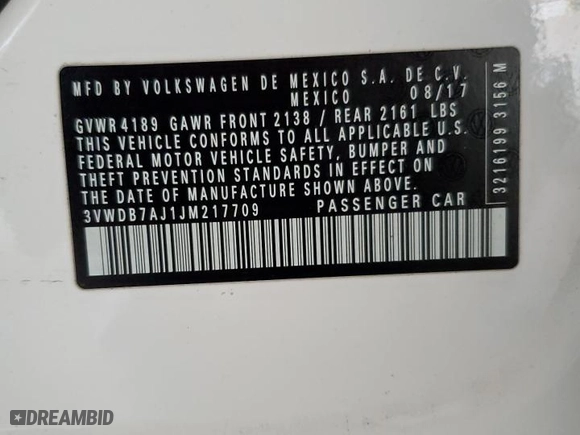 MFD BY VOLKSWAGEN DE MEXICO S.A. DE C.V.
MEXICO 08/17
GVWR 4189 GAWR FRONT 2138 / REAR 2161 LBS
THIS VEHICLE CONFORMS TO ALL APPLICABLE U.S.
FEDERAL MOTOR VEHICLE SAFETY, BUMPER AND
THEFT PREVENTION STANDARDS IN EFFECT ON
THE DATE OF MANUFACTURE SHOWN ABOVE.
3VWDB7AJ1JM217709 PASSENGER CAR
3216199 3156 M
DREAMBID